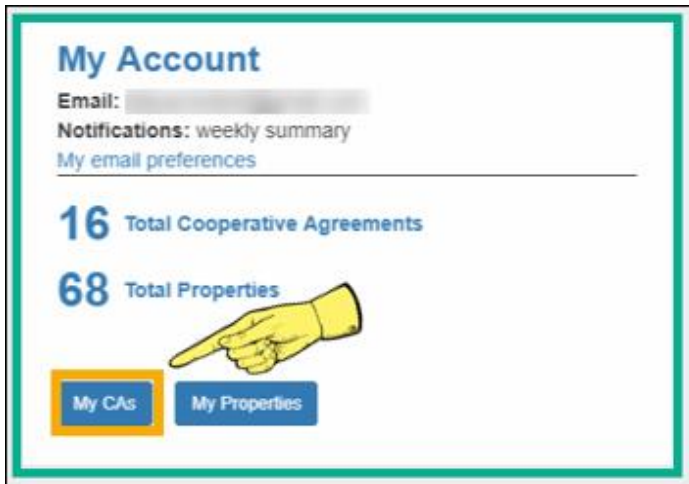 My Account
Email:
Notifications: weekly summary
My email preferences
16 Total Cooperative Agreements
68 Total Properties
My CAs My Properties